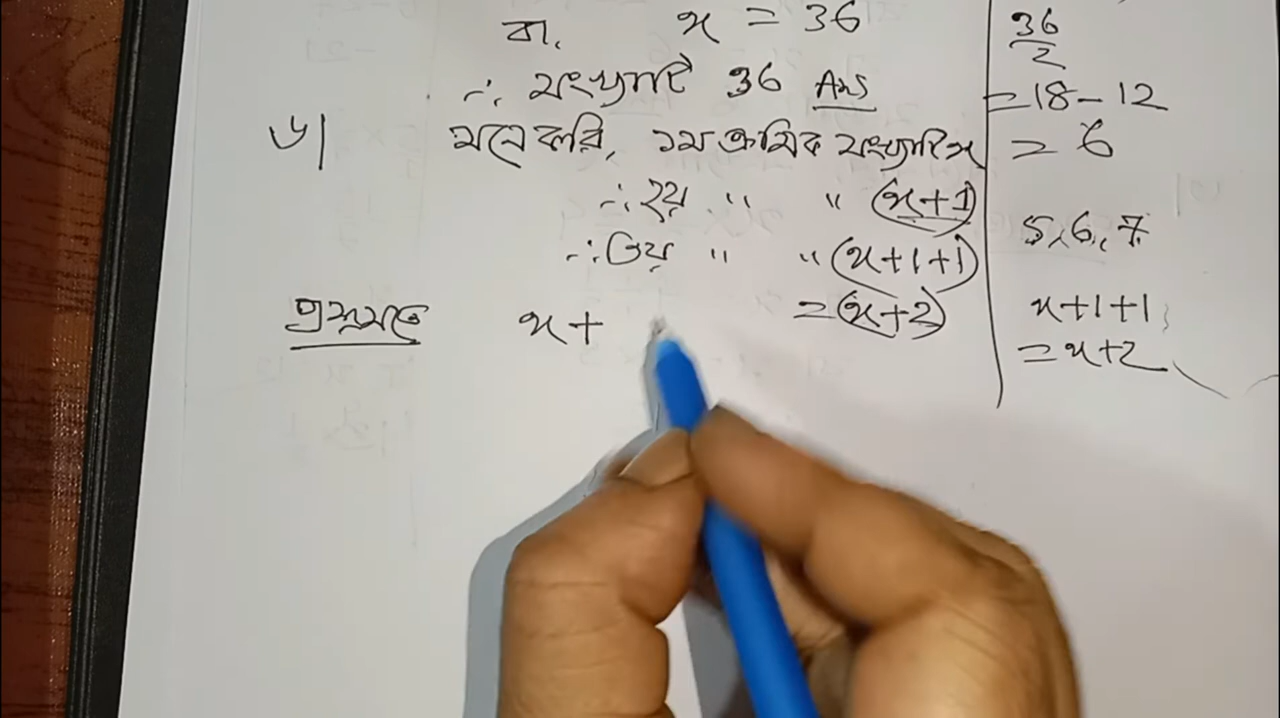 বা, x = 36
∴ সংখ্যাটি 36 Ans
৬| মনে করি, ১ম ক্রমিক সংখ্যাটি x
∴ ২য় " " (x+1)
∴ ৩য় " " (x+1+1)
= (x+2)
প্রশ্নমতে x +
36
2
= 18 - 12
= 6
5, 6, 7
x+1+1
= x+2